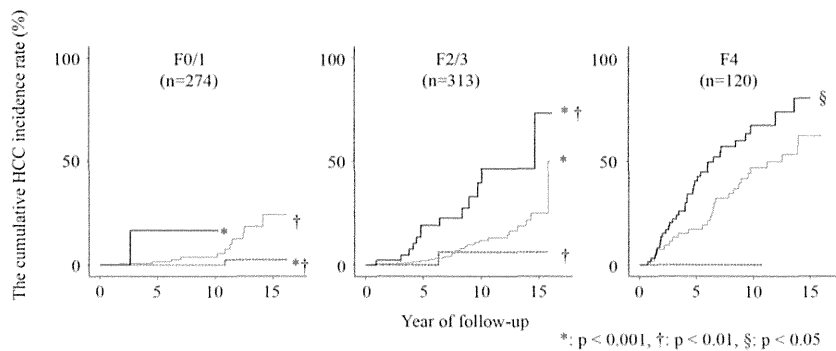 The cumulative HCC incidence rate (%)
F0/1
(n=274)
100
50
0
*
†
*†
0 5 10 15
F2/3
(n=313)
100
50
0
*†
*
†
0 5 10 15
F4
(n=120)
100
50
0
§
0 5 10 15
Year of follow-up
*: p < 0.001, †: p < 0.01, §: p < 0.05